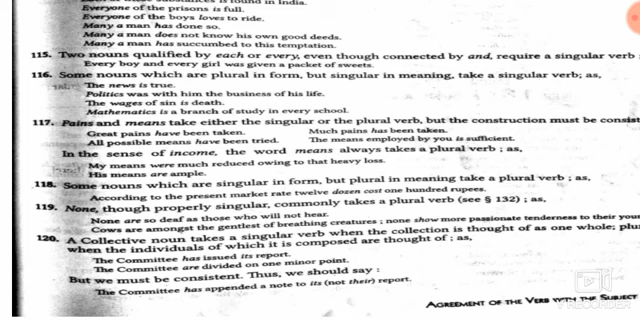 substances is found in India.
Everyone of the prisons is full.
Everyone of the boys loves to ride.
Many a man has done so.
Many a man does not know his own good deeds.
Many a man has succumbed to this temptation.
115. Two nouns qualified by each or every, even though connected by and, require a singular verb ;
Every boy and every girl was given a packet of sweets.
116. Some nouns which are plural in form, but singular in meaning, take a singular verb; as,
The news is true.
Politics was with him the business of his life.
The wages of sin is death.
Mathematics is a branch of study in every school.
117. Pains and means take either the singular or the plural verb, but the construction must be consist
Great pains have been taken. Much pains has been taken.
All possible means have been tried. The means employed by you is sufficient.
In the sense of income, the word means always takes a plural verb ; as,
My means were much reduced owing to that heavy loss.
His means are ample.
118. Some nouns which are singular in form, but plural in meaning take a plural verb ; as,
According to the present market rate twelve dozen cost one hundred rupees.
119. None, though properly singular, commonly takes a plural verb (see § 132) ; as,
None are so deaf as those who will not hear.
Cows are amongst the gentlest of breathing creatures ; none show more passionate tenderness to their your
120. A Collective noun takes a singular verb when the collection is thought of as one whole; plu
when the individuals of which it is composed are thought of ; as,
The Committee has issued its report.
The Committee are divided on one minor point.
But we must be consistent. Thus, we should say :
The Committee has appended a note to its (not their) report.
AGREEMENT OF THE VERB WITH THE SUBJECT